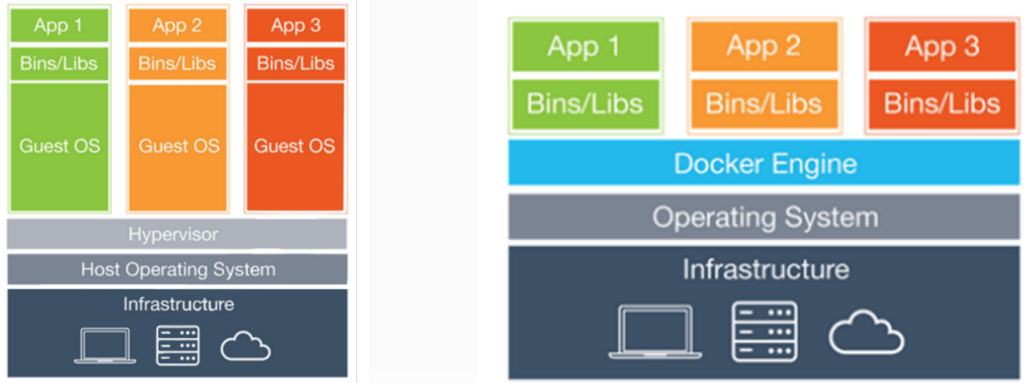 App 1
App 2
App 3
Bins/Libs
Bins/Libs
Bins/Libs
Guest OS
Guest OS
Guest OS
Hypervisor
Host Operating System
Infrastructure
App 1
App 2
App 3
Bins/Libs
Bins/Libs
Bins/Libs
Docker Engine
Operating System
Infrastructure